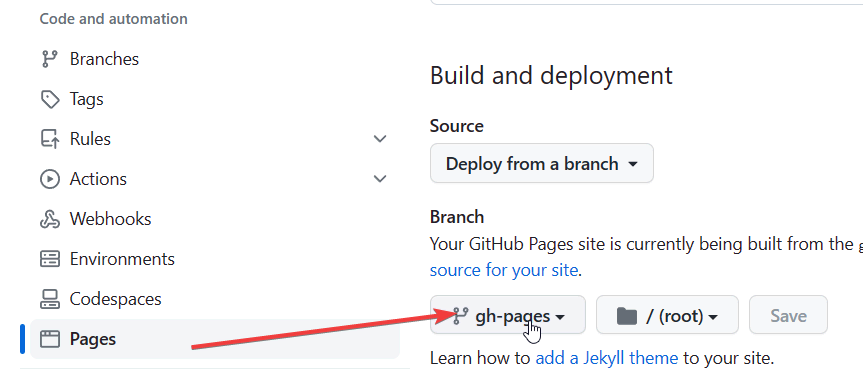 Code and automation
Branches
Tags
Rules
Actions
Webhooks
Environments
Codespaces
Pages
Build and deployment
Source
Deploy from a branch
Branch
Your GitHub Pages site is currently being built from the
source for your site.
gh-pages
/ (root)
Save
Learn how to add a Jekyll theme to your site.